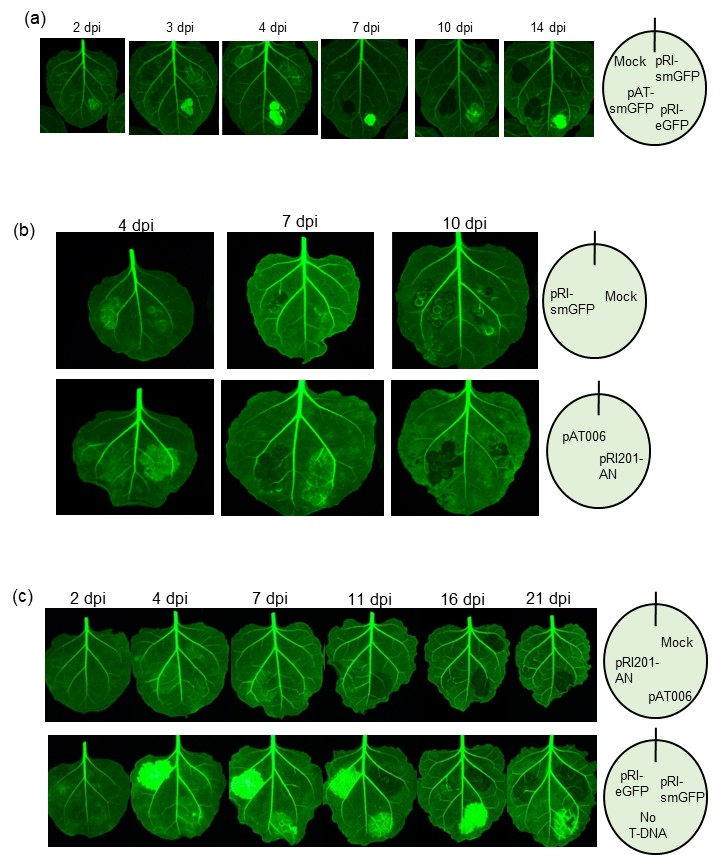 (a)
2 dpi 3 dpi 4 dpi 7 dpi 10 dpi 14 dpi
Mock pRI-
smGFP
pAT-
smGFP pRI-
eGFP
(b)
4 dpi 7 dpi 10 dpi
pRI-
smGFP Mock
pAT006
pRI201-
AN
(c)
2 dpi 4 dpi 7 dpi 11 dpi 16 dpi 21 dpi
Mock
pRI201-
AN
pAT006
pRI-
eGFP pRI-
smGFP
No
T-DNA